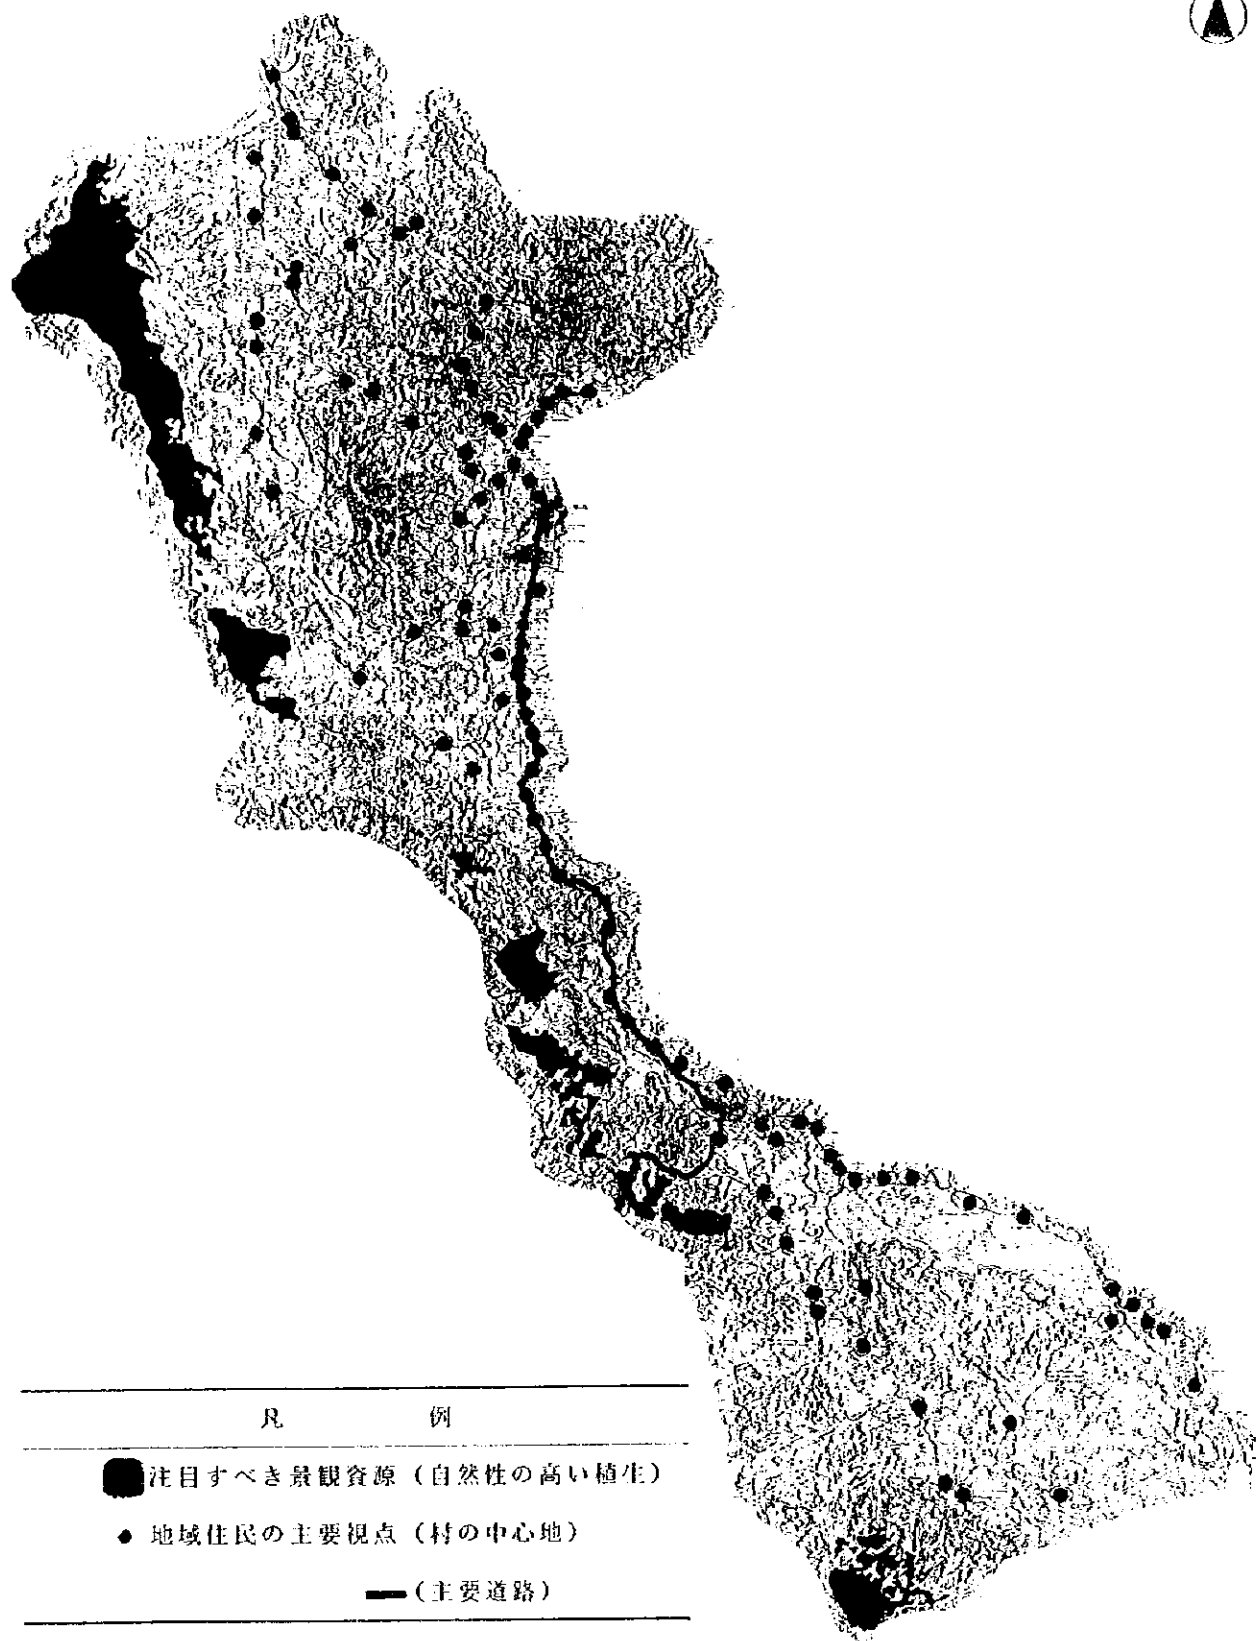 凡 例
注目すべき景観資源（自然性の高い植生）
地域住民の主要視点（村の中心地）
（主要道路）